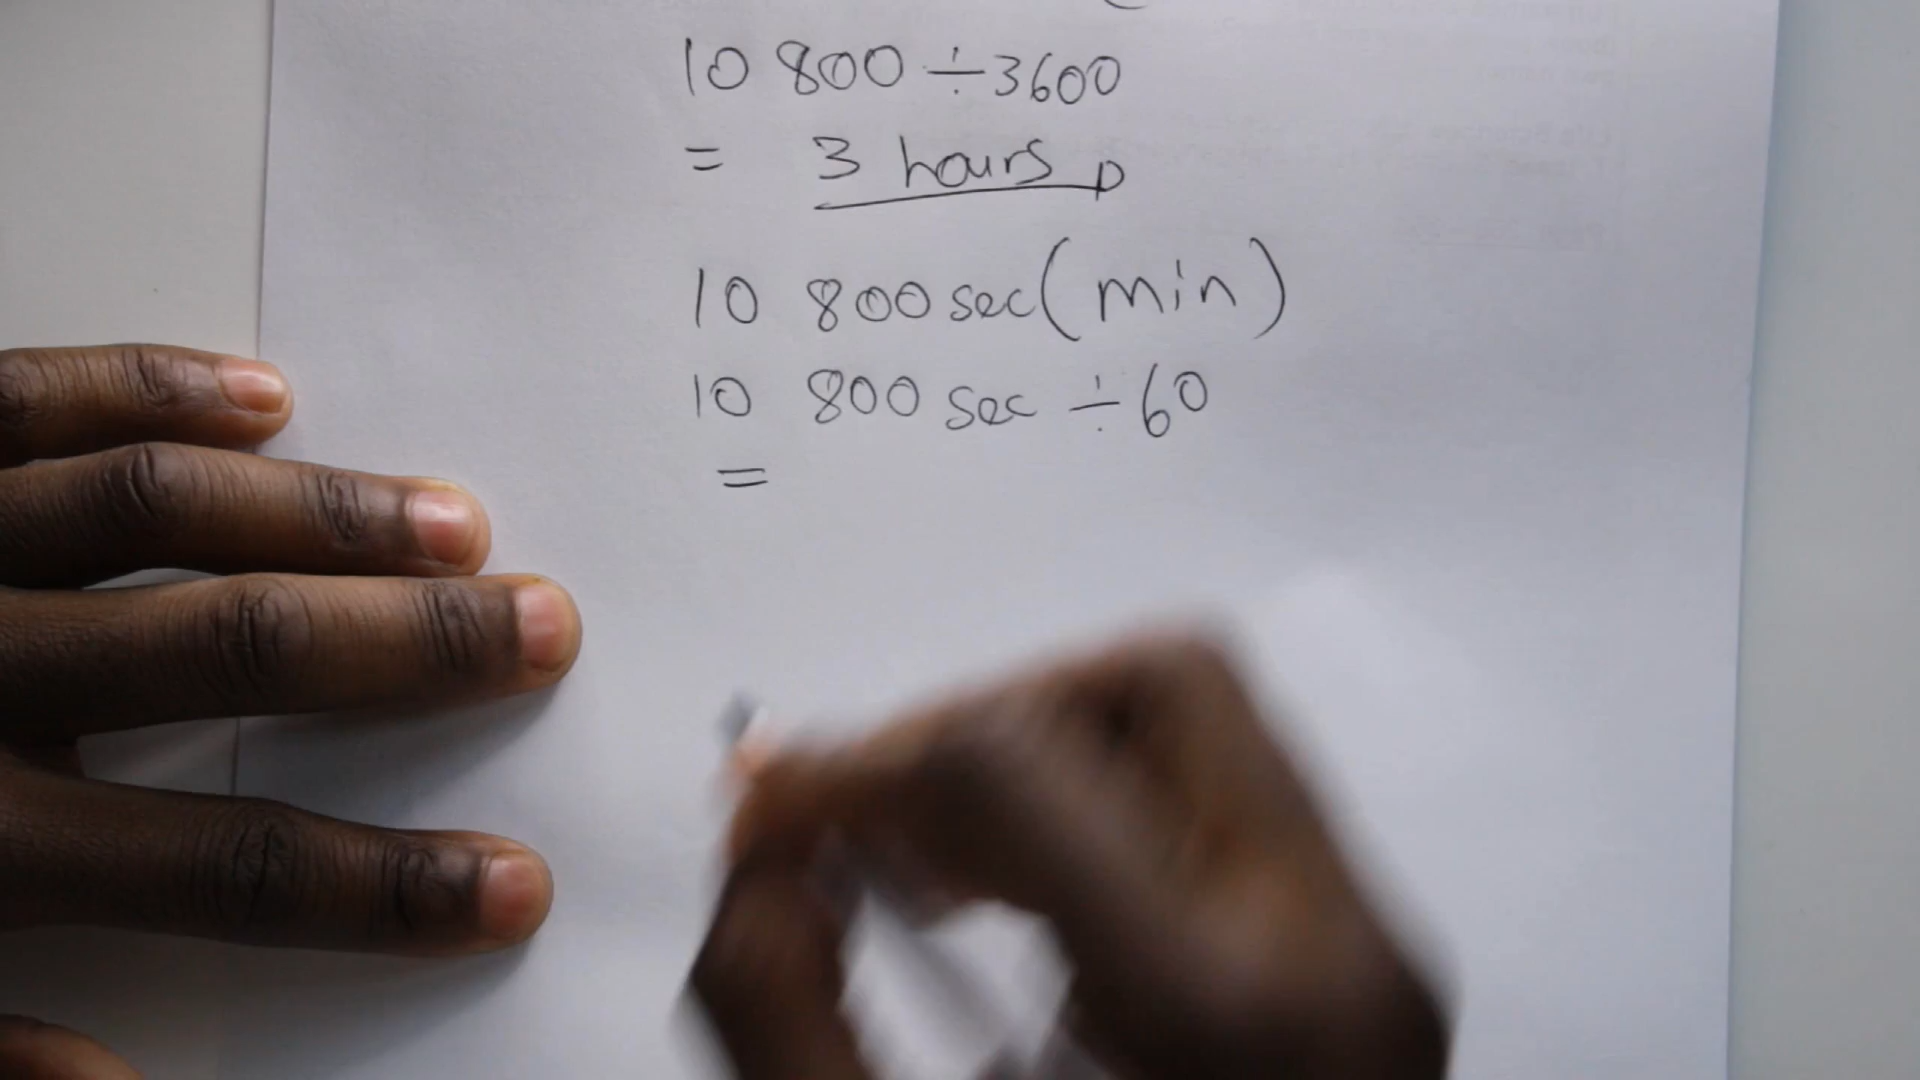 10 800 ÷ 3600
= 3 hours
10 800 sec (min)
10 800 sec ÷ 60
=